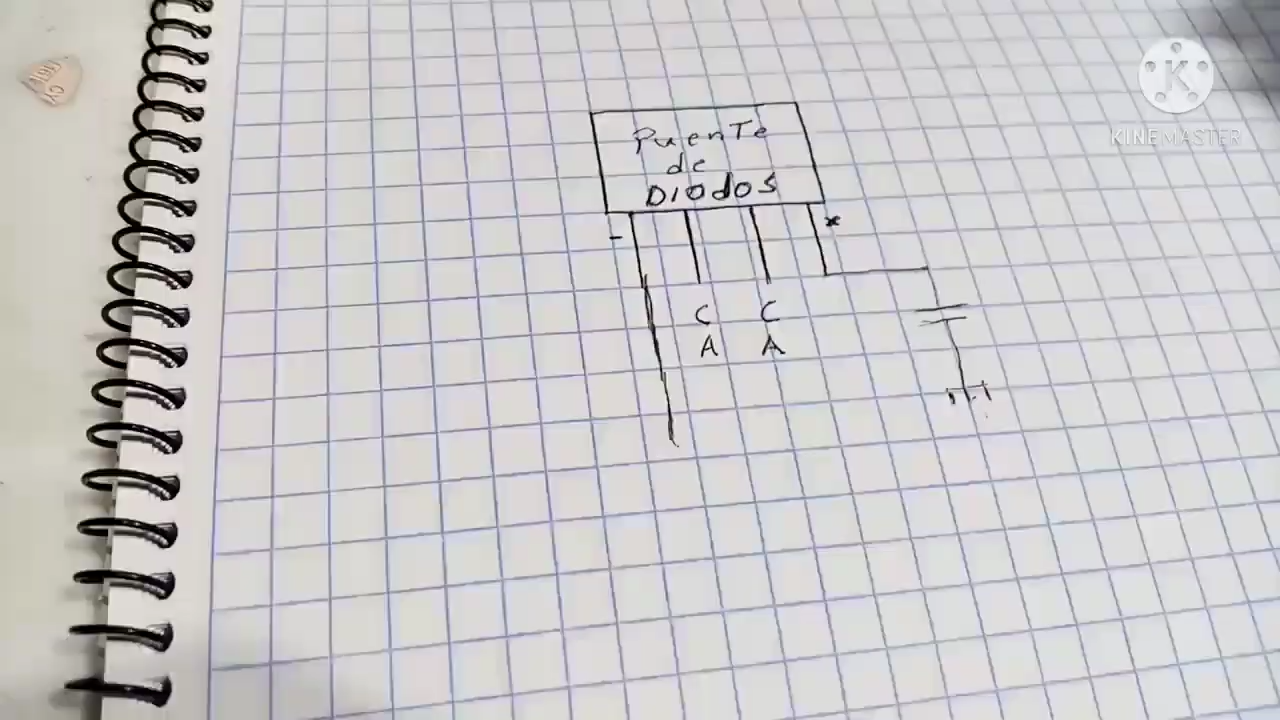 Puente
de
DIODOS
- +
C C
A A
K
KINEMASTER